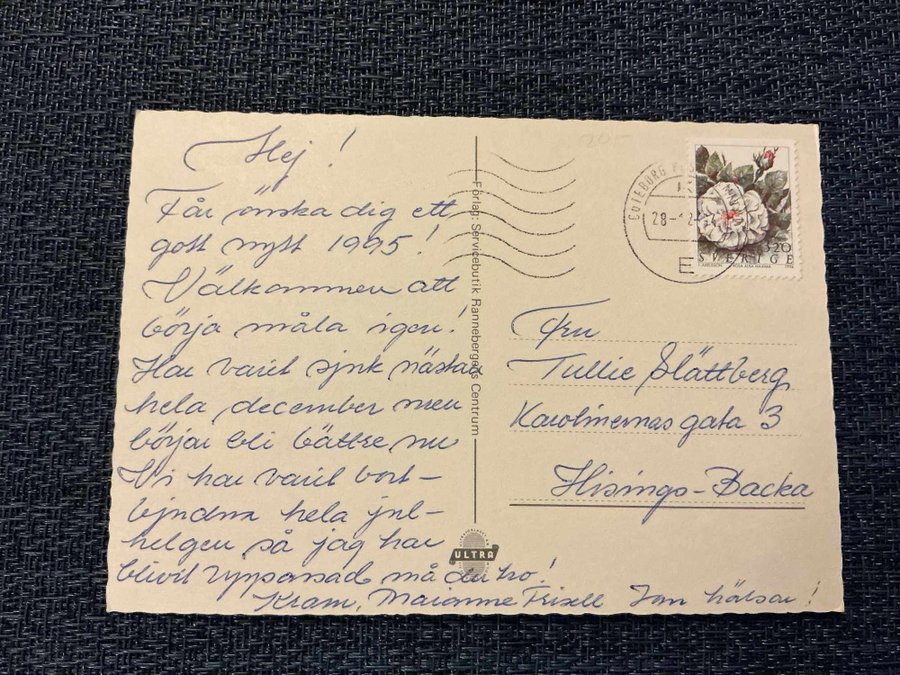 Hej!
Får önska dig ett
gott nytt 1995!
Välkommen att
börja måla igen!
Har varit sjuk nästan
hela december men
börjar bli bättre nu
Vi har varit bort-
bjudna hela jul-
helgen så jag har
blivit uppassad må du tro!
Kram, Marianne Frisell Jan hälsar!
Förlag: Servicebutik Rannebergens Centrum
ULTRA
GÖTEBORG
28-12
E
320
SVERIGE
Fru
Tullie Slättberg
Karolinernas gata 3
Hisings-Backa